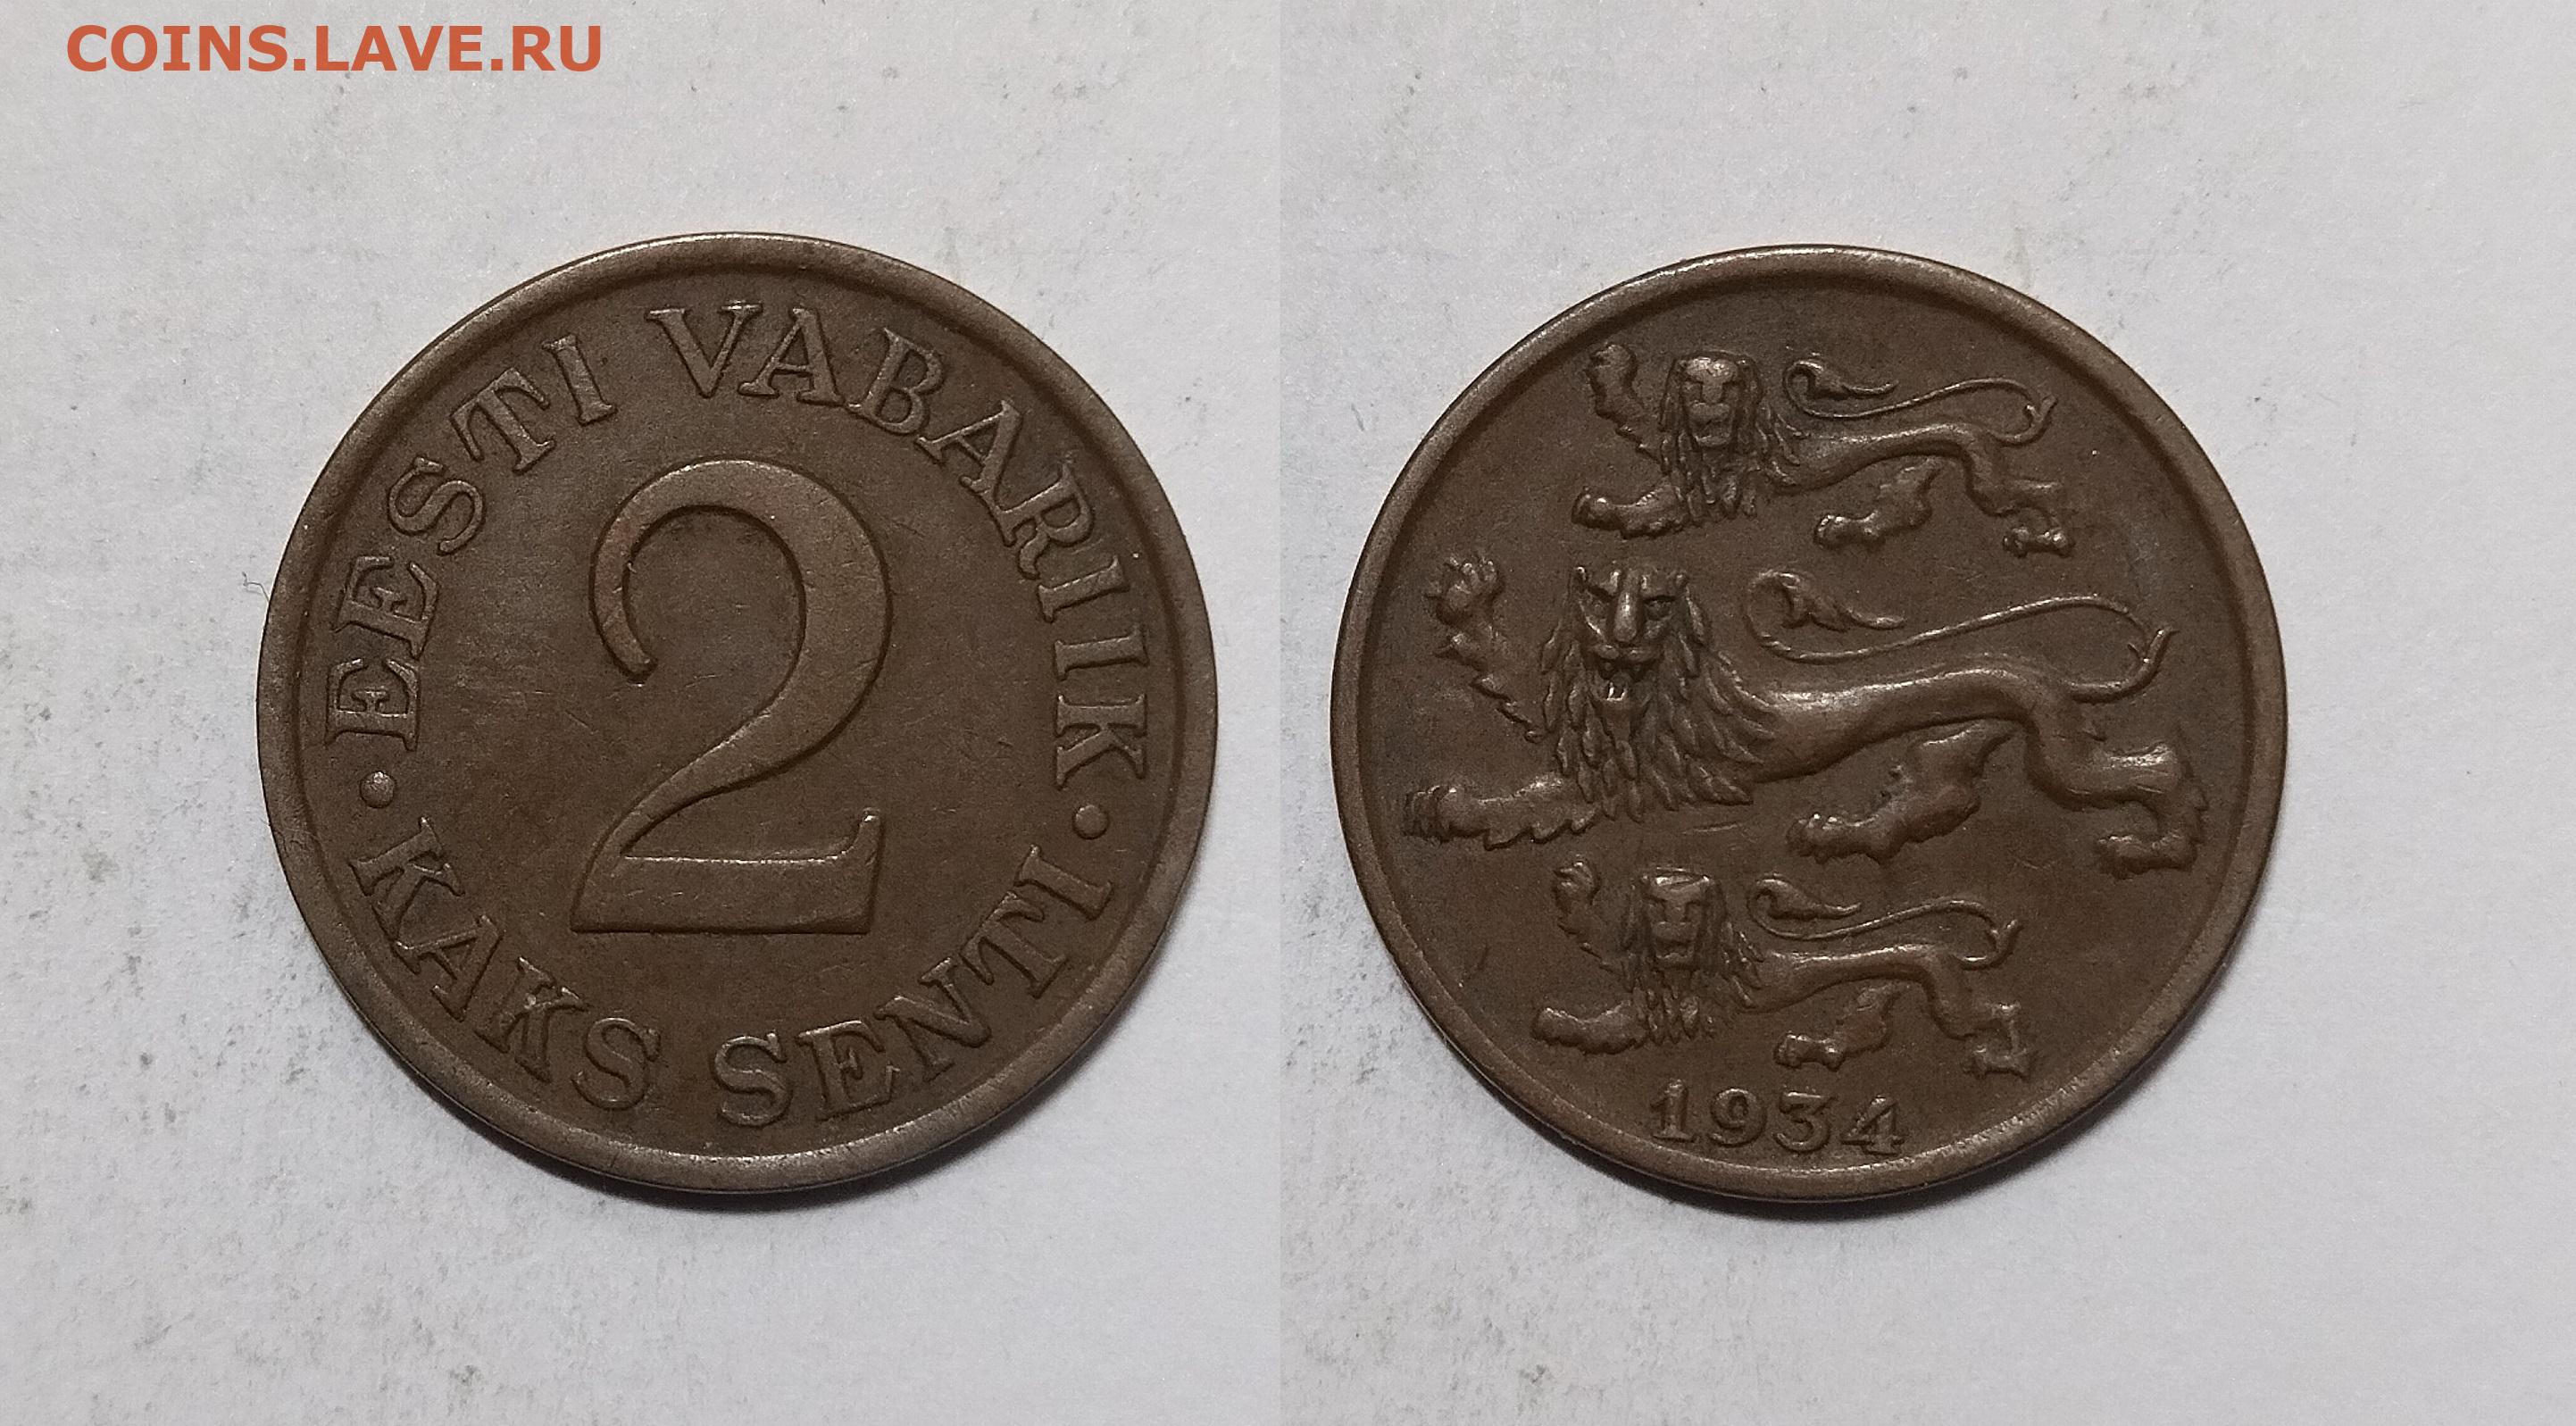 COINS.LAVE.RU
EESTI VABARIIK
2
KAKS SENTI
1934